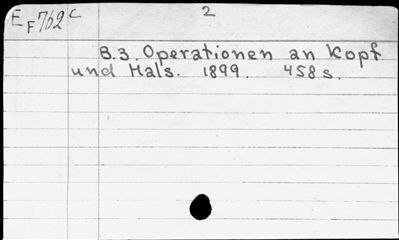 EF762c 2
B.3. Operationen an Kopf
und Hals. 1899. 458 s.